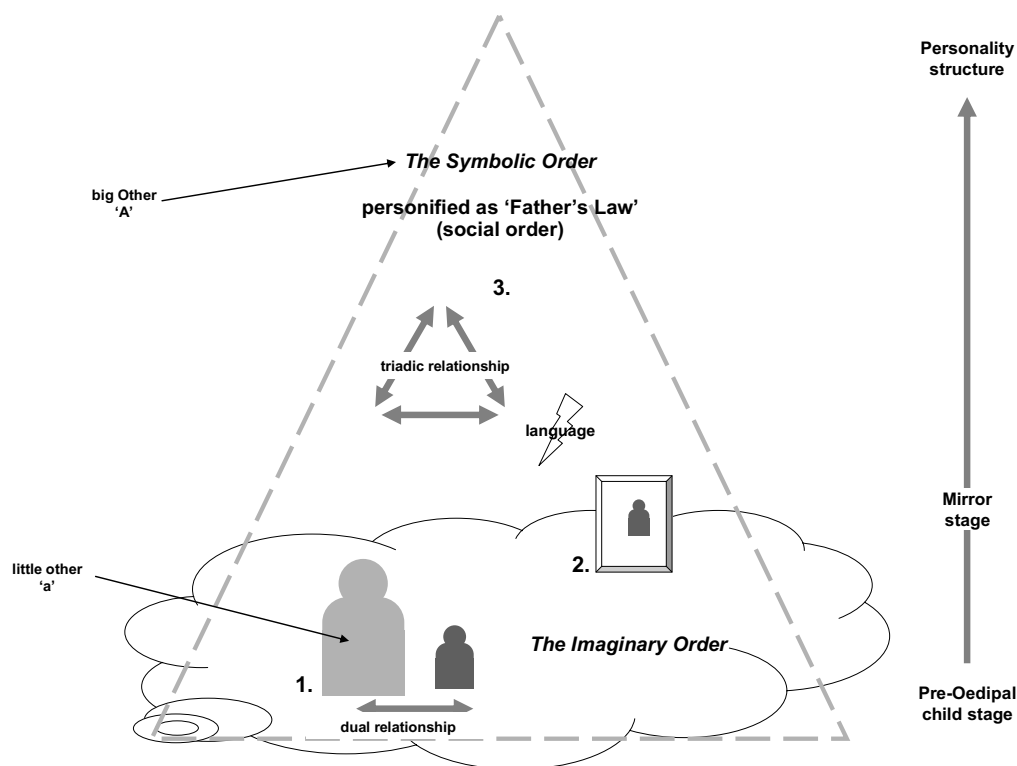 Personality
structure
The Symbolic Order
big Other
‘A’
personified as ‘Father’s Law’
(social order)
3.
triadic relationship
language
Mirror
stage
2.
little other
‘a’
The Imaginary Order
1.
Pre-Oedipal
child stage
dual relationship